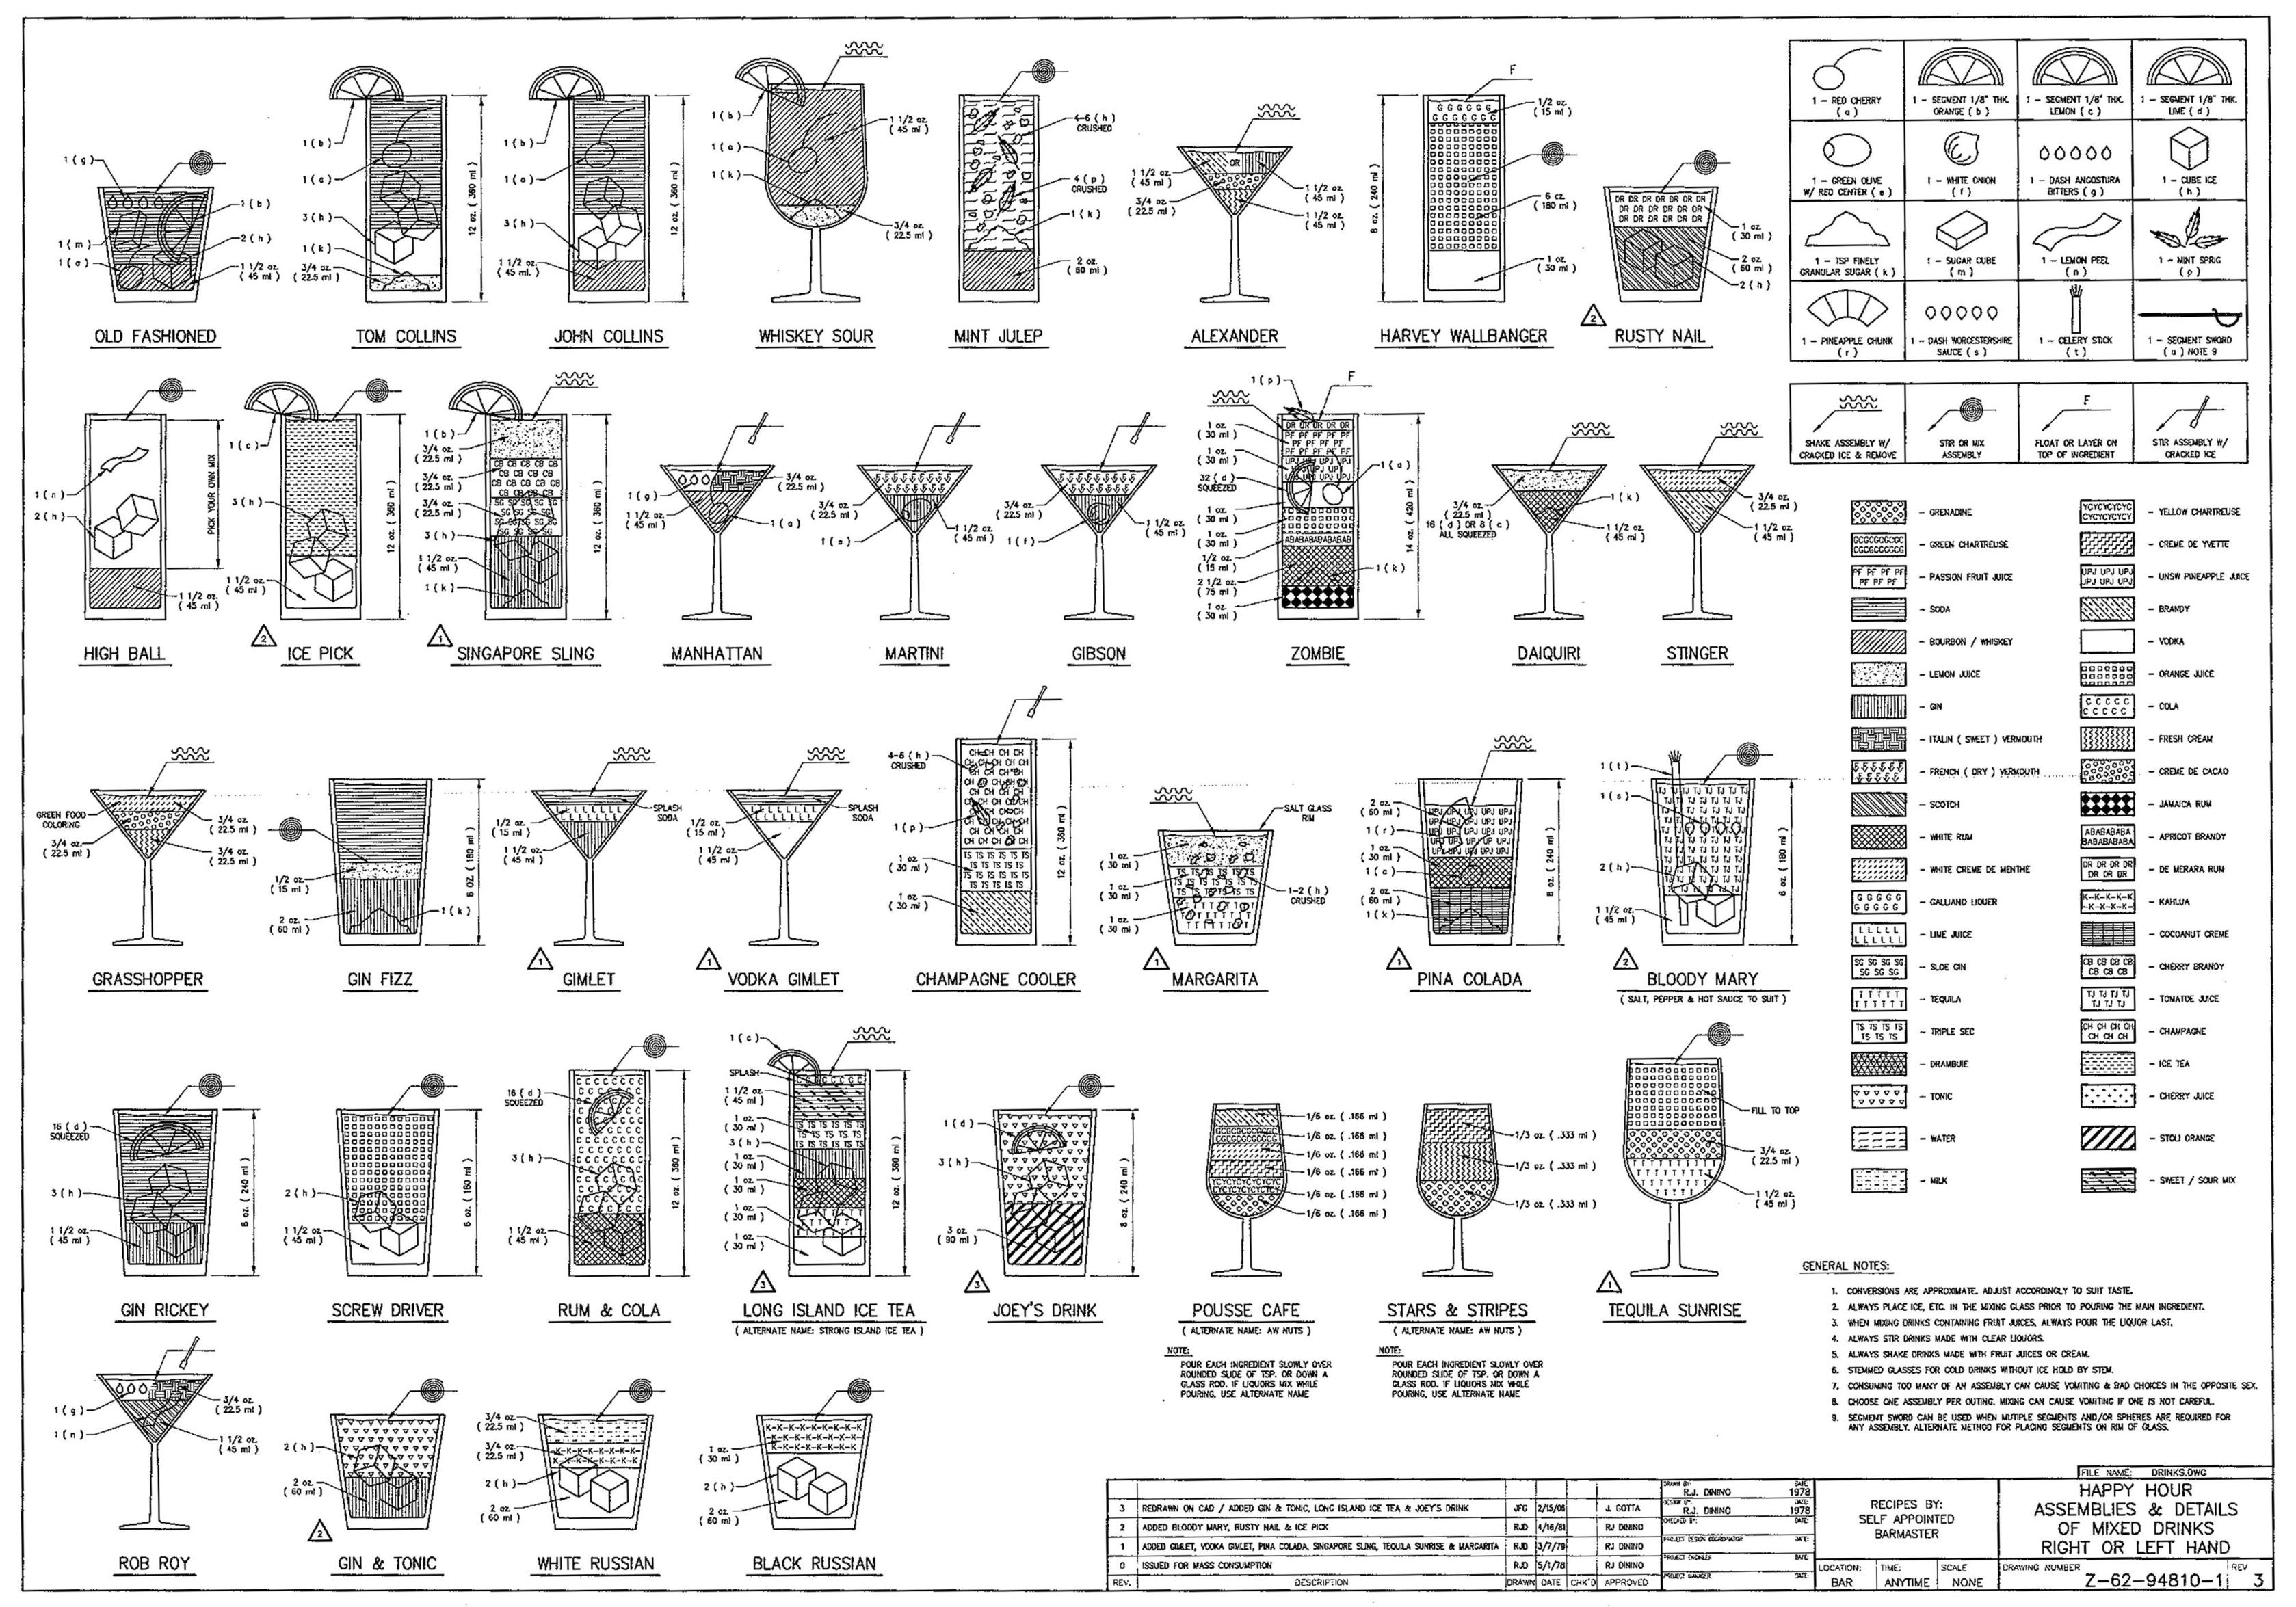 1 ( g )
1 ( b )
1 ( m )
2 ( h )
1 ( a )
1 1/2 oz.
( 45 ml )
OLD FASHIONED
1 ( b )
1 ( a )
3 ( h )
1 ( k )
3/4 oz.
( 22.5 ml )
12 oz. ( 360 ml )
TOM COLLINS
1 ( b )
1 ( a )
3 ( h )
1 1/2 oz.
( 45 ml. )
12 oz. ( 360 ml )
JOHN COLLINS
1 ( b )
1 1/2 oz.
( 45 ml )
1 ( a )
1 ( k )
3/4 oz.
( 22.5 ml )
WHISKEY SOUR
4-6 ( h )
CRUSHED
4 ( p )
CRUSHED
1 ( k )
2 oz.
( 60 ml )
MINT JULEP
OR
1 1/2 oz.
( 45 ml )
3/4 oz.
( 22.5 ml )
1 1/2 oz.
( 45 ml )
1 1/2 oz.
( 45 ml )
ALEXANDER
F
1/2 oz.
( 15 ml )
6 oz.
( 180 ml )
1 oz.
( 30 ml )
8 oz. ( 240 ml )
HARVEY WALLBANGER
1 oz.
( 30 ml )
2 oz.
( 60 ml )
2 ( h )
2
RUSTY NAIL
1 - RED CHERRY
( a )
1 - SEGMENT 1/8" THK.
ORANGE ( b )
1 - SEGMENT 1/8" THK.
LEMON ( c )
1 - SEGMENT 1/8" THK.
LIME ( d )
1 - GREEN OLIVE
W/ RED CENTER ( e )
1 - WHITE ONION
( f )
1 - DASH ANGOSTURA
BITTERS ( g )
1 - CUBE ICE
( h )
1 - TSP FINELY
GRANULAR SUGAR ( k )
1 - SUGAR CUBE
( m )
1 - LEMON PEEL
( n )
1 - MINT SPRIG
( p )
1 - PINEAPPLE CHUNK
( r )
1 - DASH WORCESTERSHIRE
SAUCE ( s )
1 - CELERY STICK
( t )
1 - SEGMENT SWORD
( u ) NOTE 9
SHAKE ASSEMBLY W/
CRACKED ICE & REMOVE
STIR OR MIX
ASSEMBLY
F
FLOAT OR LAYER ON
TOP OF INGREDIENT
STIR ASSEMBLY W/
CRACKED ICE
1 ( n )
2 ( h )
PICK YOUR OWN MIX
1 1/2 oz.
( 45 ml )
HIGH BALL
1 ( c )
3 ( h )
1 1/2 oz.
( 45 ml )
12 oz. ( 360 ml )
2
ICE PICK
1 ( b )
3/4 oz.
( 22.5 ml )
3/4 oz.
( 22.5 ml )
3/4 oz.
( 22.5 ml )
3 ( h )
1 1/2 oz.
( 45 ml )
1 ( k )
12 oz. ( 360 ml )
1
SINGAPORE SLING
1 ( g )
1 1/2 oz.
( 45 ml )
3/4 oz.
( 22.5 ml )
1 ( a )
MANHATTAN
3/4 oz.
( 22.5 ml )
1 ( e )
1 1/2 oz.
( 45 ml )
MARTINI
3/4 oz.
( 22.5 ml )
1 ( f )
1 1/2 oz.
( 45 ml )
GIBSON
1 ( p )
F
1 oz.
( 30 ml )
1 oz.
( 30 ml )
32 ( d )
SQUEEZED
1 oz.
( 30 ml )
1 oz.
( 30 ml )
1/2 oz.
( 15 ml )
2 1/2 oz.
( 75 ml )
1 oz.
( 30 ml )
1 ( a )
1 ( k )
14 oz. ( 420 ml )
ZOMBIE
3/4 oz.
( 22.5 ml )
16 ( d ) OR 8 ( c )
ALL SQUEEZED
1 ( k )
1 1/2 oz.
( 45 ml )
DAIQUIRI
3/4 oz.
( 22.5 ml )
1 1/2 oz.
( 45 ml )
STINGER
- GRENADINE
- YELLOW CHARTREUSE
- GREEN CHARTREUSE
- CREME DE YVETTE
- PASSION FRUIT JUICE
- UNSW PINEAPPLE JUICE
- SODA
- BRANDY
- BOURBON / WHISKEY
- VODKA
- LEMON JUICE
- ORANGE JUICE
- GIN
- COLA
- ITALIN ( SWEET ) VERMOUTH
- FRESH CREAM
- FRENCH ( DRY ) VERMOUTH
- CREME DE CACAO
- SCOTCH
- JAMAICA RUM
- WHITE RUM
- APRICOT BRANDY
- WHITE CREME DE MENTHE
- DE MERARA RUM
- GALLIANO LIQUER
- KAHLUA
- LIME JUICE
- COCOANUT CREME
- SLOE GIN
- CHERRY BRANDY
- TEQUILA
- TOMATOE JUICE
- TRIPLE SEC
- CHAMPAGNE
- DRAMBUIE
- ICE TEA
- TONIC
- CHERRY JUICE
- WATER
- STOLI ORANGE
- MILK
- SWEET / SOUR MIX
GREEN FOOD
COLORING
3/4 oz.
( 22.5 ml )
3/4 oz.
( 22.5 ml )
3/4 oz.
( 22.5 ml )
GRASSHOPPER
1/2 oz.
( 15 ml )
2 oz.
( 60 ml )
1 ( k )
6 OZ ( 180 ml )
GIN FIZZ
1/2 oz.
( 15 ml )
1 1/2 oz.
( 45 ml )
SPLASH
SODA
1
GIMLET
1/2 oz.
( 15 ml )
1 1/2 oz.
( 45 ml )
SPLASH
SODA
1
VODKA GIMLET
4-6 ( h )
CRUSHED
1 ( p )
1 oz.
( 30 ml )
1 oz.
( 30 ml )
12 oz. ( 360 ml )
CHAMPAGNE COOLER
SALT GLASS
RIM
1 oz.
( 30 ml )
1 oz.
( 30 ml )
1 oz.
( 30 ml )
1-2 ( h )
CRUSHED
1
MARGARITA
2 oz.
( 60 ml )
1 ( r )
1 oz.
( 30 ml )
1 ( a )
2 oz.
( 60 ml )
1 ( k )
8 oz. ( 240 ml )
1
PINA COLADA
1 ( t )
1 ( s )
2 ( h )
1 1/2 oz.
( 45 ml )
6 oz. ( 180 ml )
2
BLOODY MARY
( SALT, PEPPER & HOT SAUCE TO SUIT )
16 ( d )
SQUEEZED
3 ( h )
1 1/2 oz.
( 45 ml )
8 oz. ( 240 ml )
GIN RICKEY
2 ( h )
1 1/2 oz.
( 45 ml )
6 oz. ( 180 ml )
SCREW DRIVER
16 ( d )
SQUEEZED
3 ( h )
1 1/2 oz.
( 45 ml )
12 oz. ( 360 ml )
RUM & COLA
1 ( c )
SPLASH
1 1/2 oz.
( 45 ml )
1 oz.
( 30 ml )
3 ( h )
1 oz.
( 30 ml )
1 oz.
( 30 ml )
1 oz.
( 30 ml )
1 oz.
( 30 ml )
12 oz. ( 360 ml )
3
LONG ISLAND ICE TEA
( ALTERNATE NAME: STRONG ISLAND ICE TEA )
1 ( d )
3 ( h )
3 oz.
( 90 ml )
8 oz. ( 240 ml )
3
JOEY'S DRINK
1/6 oz. ( .166 ml )
1/6 oz. ( .166 ml )
1/6 oz. ( .166 ml )
1/6 oz. ( .166 ml )
1/6 oz. ( .166 ml )
1/6 oz. ( .166 ml )
POUSSE CAFE
( ALTERNATE NAME: AW NUTS )
NOTE:
POUR EACH INGREDIENT SLOWLY OVER
ROUNDED SLIDE OF TSP. OR DOWN A
GLASS ROD. IF LIQUORS MIX WHILE
POURING, USE ALTERNATE NAME
1/3 oz ( .333 ml )
1/3 oz ( .333 ml )
1/3 oz ( .333 ml )
STARS & STRIPES
( ALTERNATE NAME: AW NUTS )
NOTE:
POUR EACH INGREDIENT SLOWLY OVER
ROUNDED SLIDE OF TSP. OR DOWN A
GLASS ROD. IF LIQUORS MIX WHILE
POURING, USE ALTERNATE NAME
FILL TO TOP
3/4 oz.
( 22.5 ml )
1 1/2 oz.
( 45 ml )
1
TEQUILA SUNRISE
GENERAL NOTES:
1. CONVERSIONS ARE APPROXIMATE. ADJUST ACCORDINGLY TO SUIT TASTE.
2. ALWAYS PLACE ICE, ETC. IN THE MIXING GLASS PRIOR TO POURING THE MAIN INGREDIENT.
3. WHEN MIXING DRINKS CONTAINING FRUIT JUICES, ALWAYS POUR THE LIQUOR LAST.
4. ALWAYS STIR DRINKS MADE WITH CLEAR LIQUORS.
5. ALWAYS SHAKE DRINKS MADE WITH FRUIT JUICES OR CREAM.
6. STEMMED GLASSES FOR COLD DRINKS WITHOUT ICE HOLD BY STEM.
7. CONSUMING TOO MANY OF AN ASSEMBLY CAN CAUSE VOMITING & BAD CHOICES IN THE OPPOSITE SEX.
8. CHOOSE ONE ASSEMBLY PER OUTING. MIXING CAN CAUSE VOMITING IF ONE IS NOT CAREFUL.
9. SEGMENT SWORD CAN BE USED WHEN MUTIPLE SEGMENTS AND/OR SPHERES ARE REQUIRED FOR
ANY ASSEMBLY. ALTERNATE METHOD FOR PLACING SEGMENTS ON RIM OF GLASS.
1 ( g )
1 ( n )
3/4 oz.
( 22.5 ml )
1 1/2 oz.
( 45 ml )
ROB ROY
2 ( h )
2 oz.
( 60 ml )
2
GIN & TONIC
3/4 oz.
( 22.5 ml )
3/4 oz.
( 22.5 ml )
2 ( h )
2 oz.
( 60 ml )
WHITE RUSSIAN
1 oz.
( 30 ml )
2 ( h )
2 oz.
( 60 ml )
BLACK RUSSIAN
3 REDRAWN ON CAD / ADDED GIN & TONIC, LONG ISLAND ICE TEA & JOEY'S DRINK JFG 2/15/06 J. GOTTA
2 ADDED BLOODY MARY, RUSTY NAIL & ICE PICK RJD 4/16/81 RJ DININO
1 ADDED GIMLET, VODKA GIMLET, PINA COLADA, SINGAPORE SLING, TEQUILA SUNRISE & MARGARITA RJD 3/7/79 RJ DININO
0 ISSUED FOR MASS CONSUMPTION RJD 5/1/78 RJ DININO
REV. DESCRIPTION DRAWN DATE CHK'D APPROVED
DRAWN BY: R.J. DININO DATE: 1978
DESIGN BY: R.J. DININO DATE: 1978
CHECKED BY: DATE:
PROJECT DESIGN COORDINATOR DATE:
PROJECT ENGINEER DATE:
PROJECT MANAGER DATE:
RECIPES BY:
SELF APPOINTED
BARMASTER
LOCATION: BAR
TIME: ANYTIME
SCALE NONE
FILE NAME: DRINKS.DWG
HAPPY HOUR
ASSEMBLIES & DETAILS
OF MIXED DRINKS
RIGHT OR LEFT HAND
DRAWING NUMBER Z-62-94810-1
REV 3